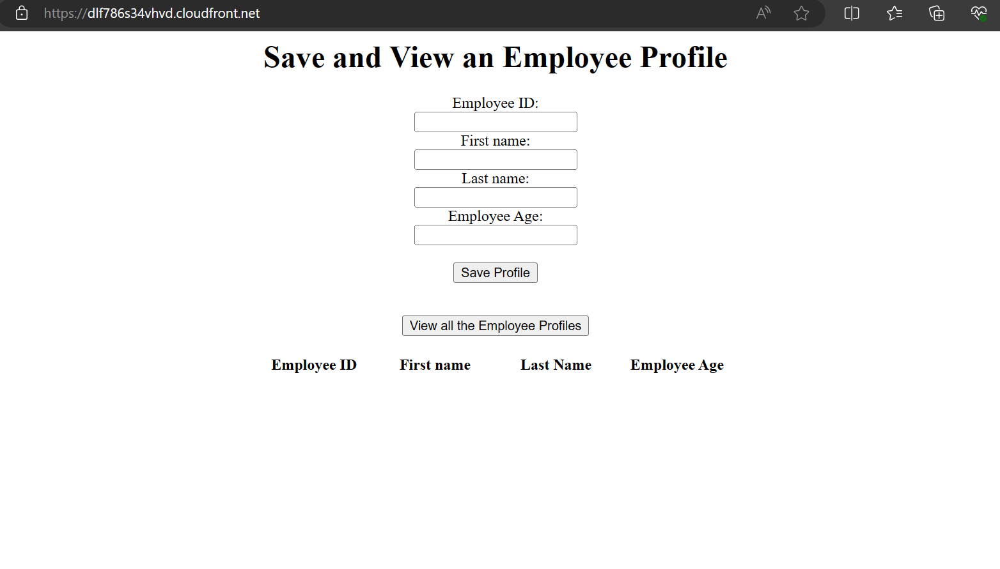 https://dlf786s34vhvd.cloudfront.net
Save and View an Employee Profile
Employee ID:
First name:
Last name:
Employee Age:
Save Profile
View all the Employee Profiles
Employee ID First name Last Name Employee Age